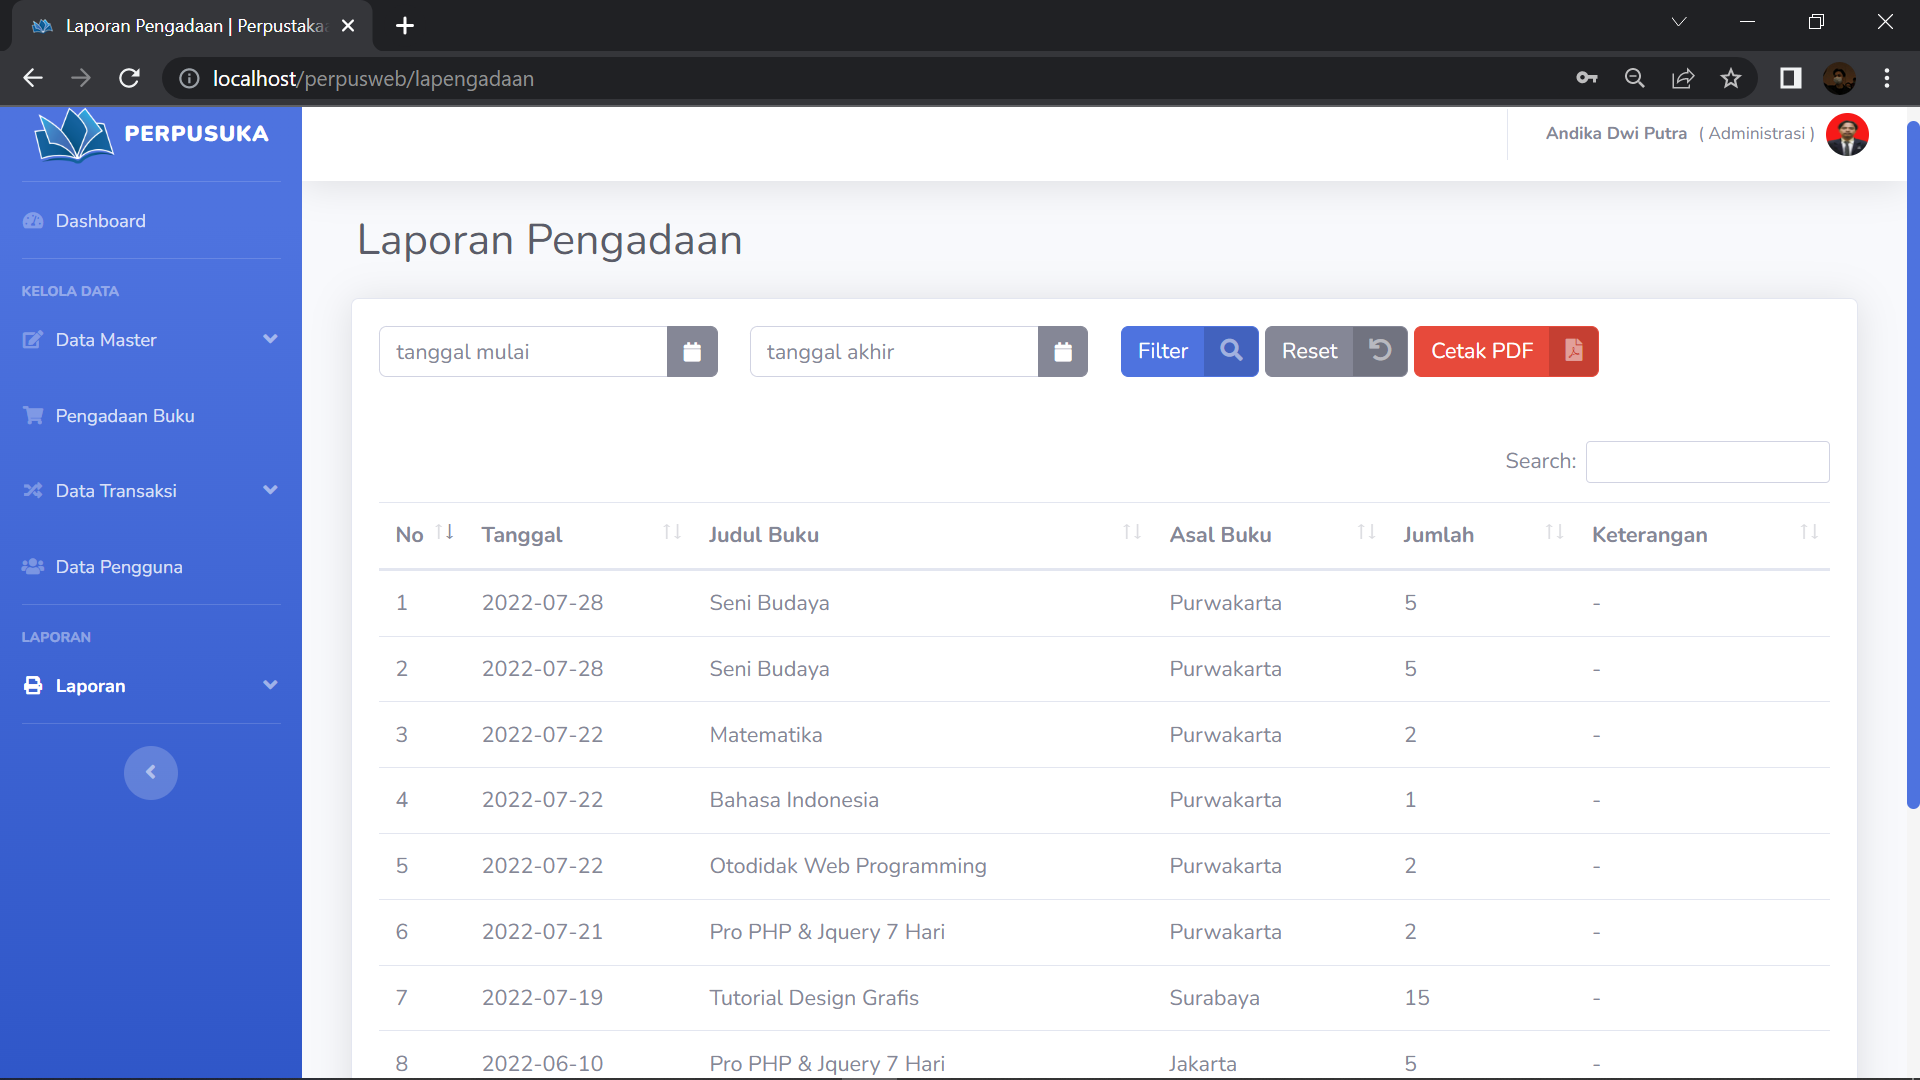 Laporan Pengadaan | Perpustaka
localhost/perpusweb/lapengadaan
PERPUSUKA
Andika Dwi Putra ( Administrasi )
Dashboard
KELOLA DATA
Data Master
Pengadaan Buku
Data Transaksi
Data Pengguna
LAPORAN
Laporan
Laporan Pengadaan
tanggal mulai tanggal akhir Filter Reset Cetak PDF
Search:
No Tanggal Judul Buku Asal Buku Jumlah Keterangan
1 2022-07-28 Seni Budaya Purwakarta 5 -
2 2022-07-28 Seni Budaya Purwakarta 5 -
3 2022-07-22 Matematika Purwakarta 2 -
4 2022-07-22 Bahasa Indonesia Purwakarta 1 -
5 2022-07-22 Otodidak Web Programming Purwakarta 2 -
6 2022-07-21 Pro PHP & Jquery 7 Hari Purwakarta 2 -
7 2022-07-19 Tutorial Design Grafis Surabaya 15 -
8 2022-06-10 Pro PHP & Jquery 7 Hari Jakarta 5 -